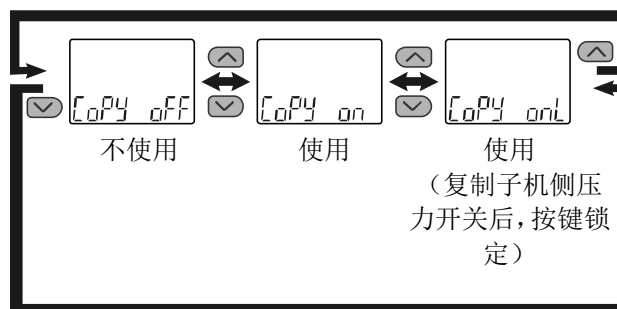 CoPY oFF
CoPY on
CoPY onL
不使用
使用
使用
（复制子机侧压
力开关后，按键锁
定）